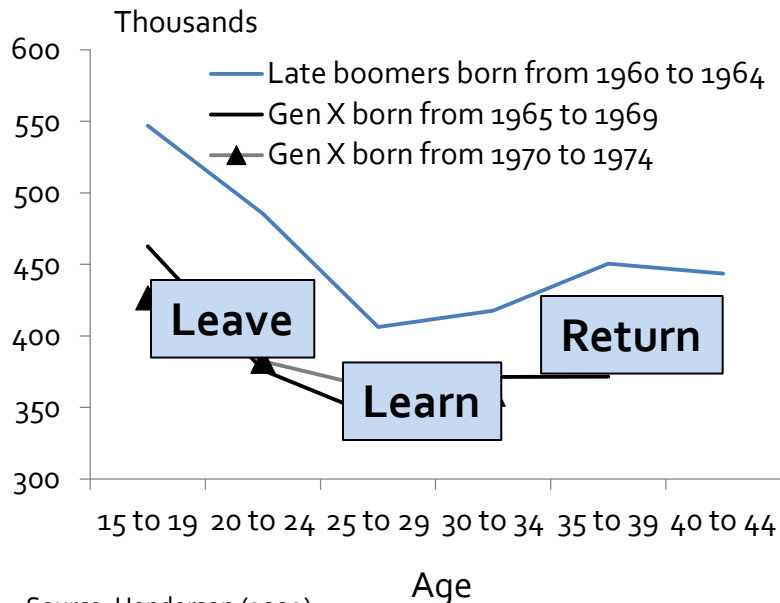 Thousands
600
550
500
450
400
350
300
Late boomers born from 1960 to 1964
Gen X born from 1965 to 1969
Gen X born from 1970 to 1974
Leave
Learn
Return
15 to 19 20 to 24 25 to 29 30 to 34 35 to 39 40 to 44
Age
Source Henderson